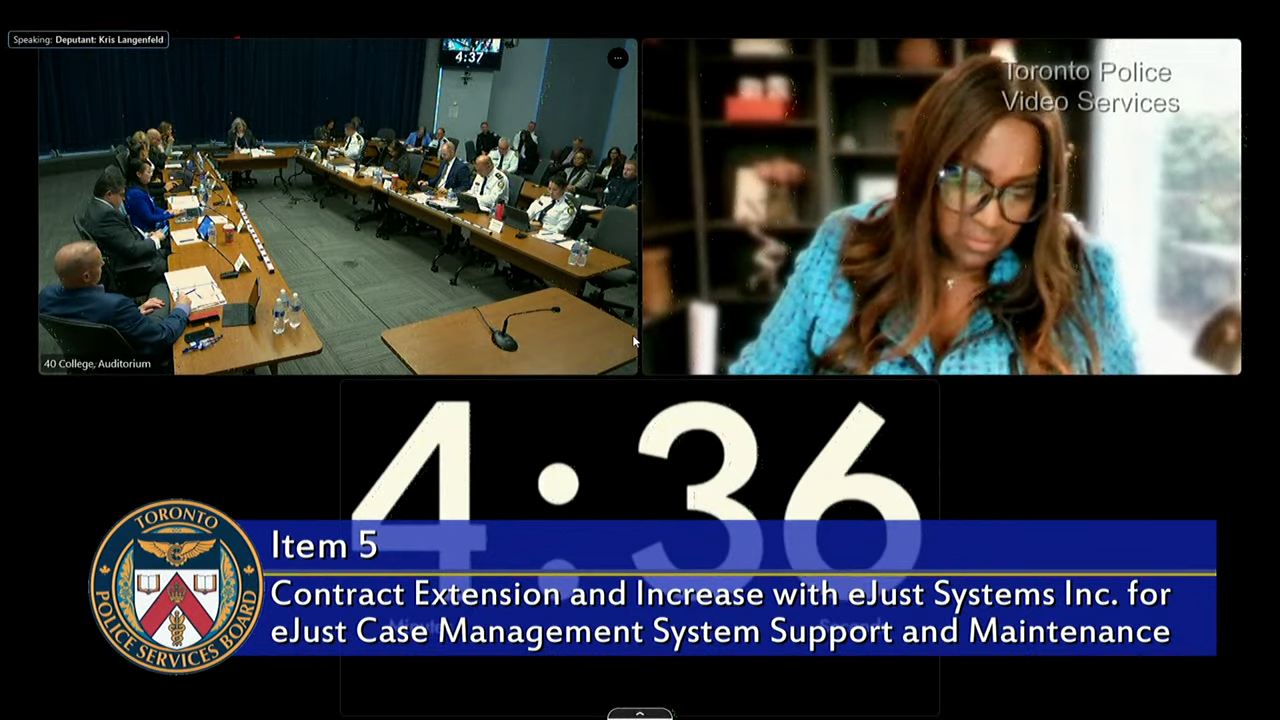 Speaking: Deputant: Kris Langenfeld
4:37
Toronto Police
Video Services
40 College, Auditorium
4:36
TORONTO
POLICE SERVICES BOARD
Item 5
Contract Extension and Increase with eJust Systems Inc. for
eJust Case Management System Support and Maintenance